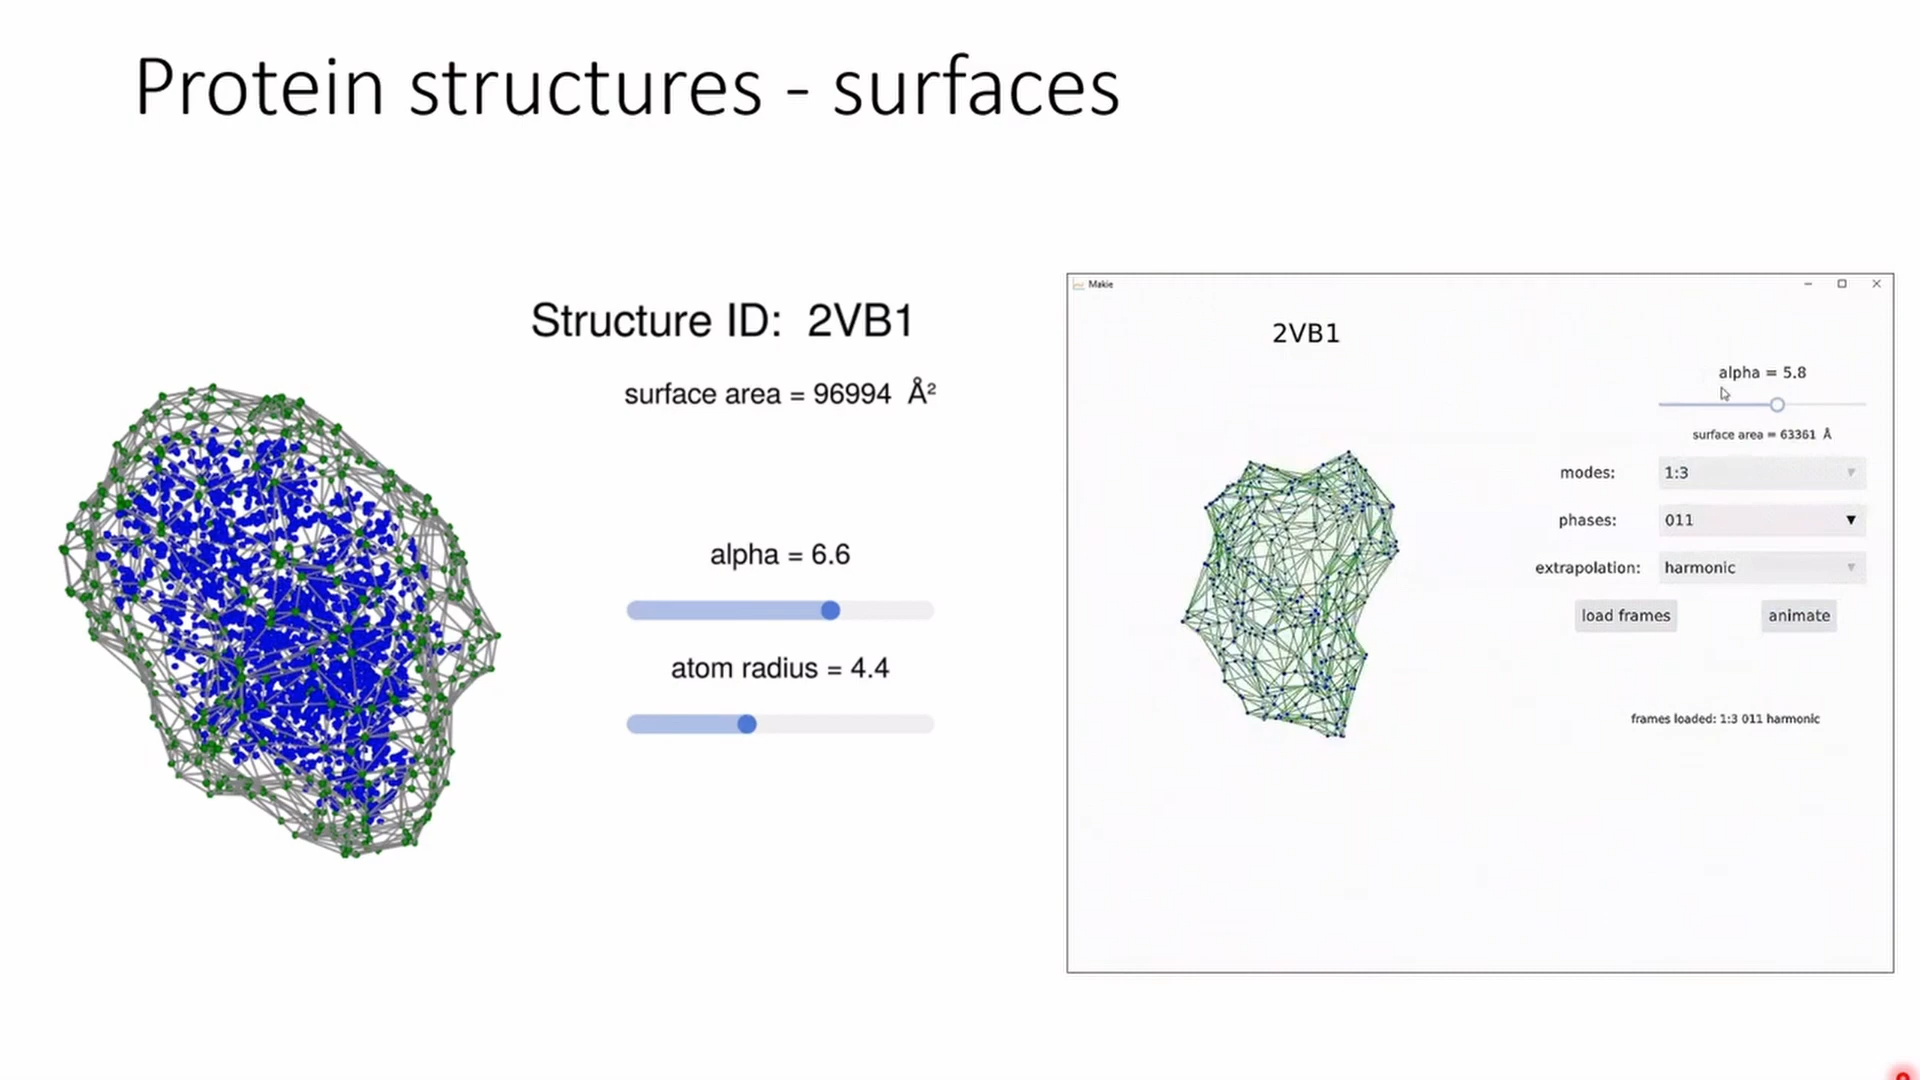 Protein structures - surfaces
Structure ID: 2VB1
surface area = 96994 Å²
alpha = 6.6
atom radius = 4.4
Makie
2VB1
alpha = 5.8
surface area = 63361 Å
modes: 1:3
phases: 011
extrapolation: harmonic
load frames animate
frames loaded: 1:3 011 harmonic